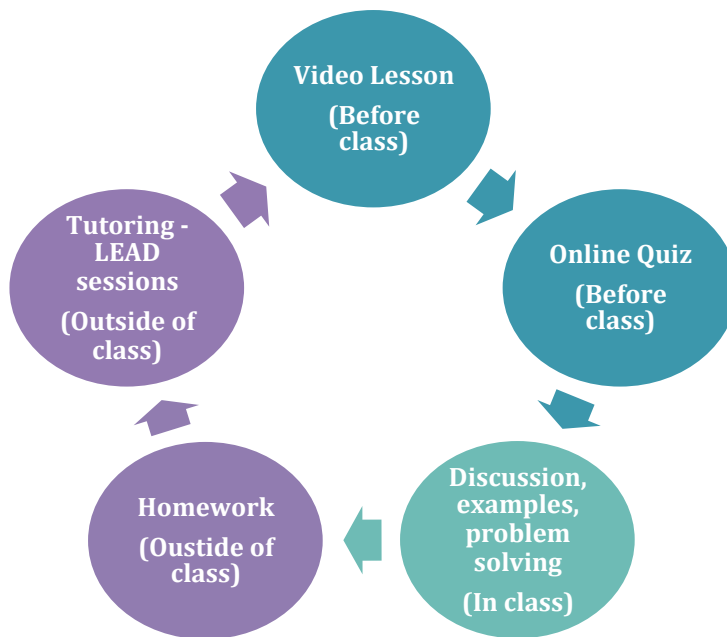 Video Lesson
(Before
class)
Online Quiz
(Before
class)
Discussion,
examples,
problem
solving
(In class)
Homework
(Oustide of
class)
Tutoring -
LEAD
sessions
(Outside of
class)